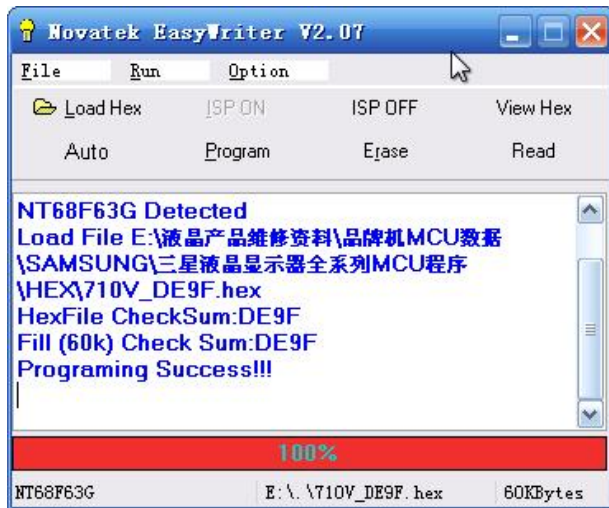 Novatek EasyWriter V2.07
File Run Option
Load Hex ISP ON ISP OFF View Hex
Auto Program Erase Read
NT68F63G Detected
Load File E:\液晶产品维修资料\品牌机MCU数据
\SAMSUNG\三星液晶显示器全系列MCU程序
\HEX\710V_DE9F.hex
HexFile CheckSum:DE9F
Fill (60k) Check Sum:DE9F
Programing Success!!!
100%
NT68F63G E:\.\710V_DE9F.hex 60KBytes